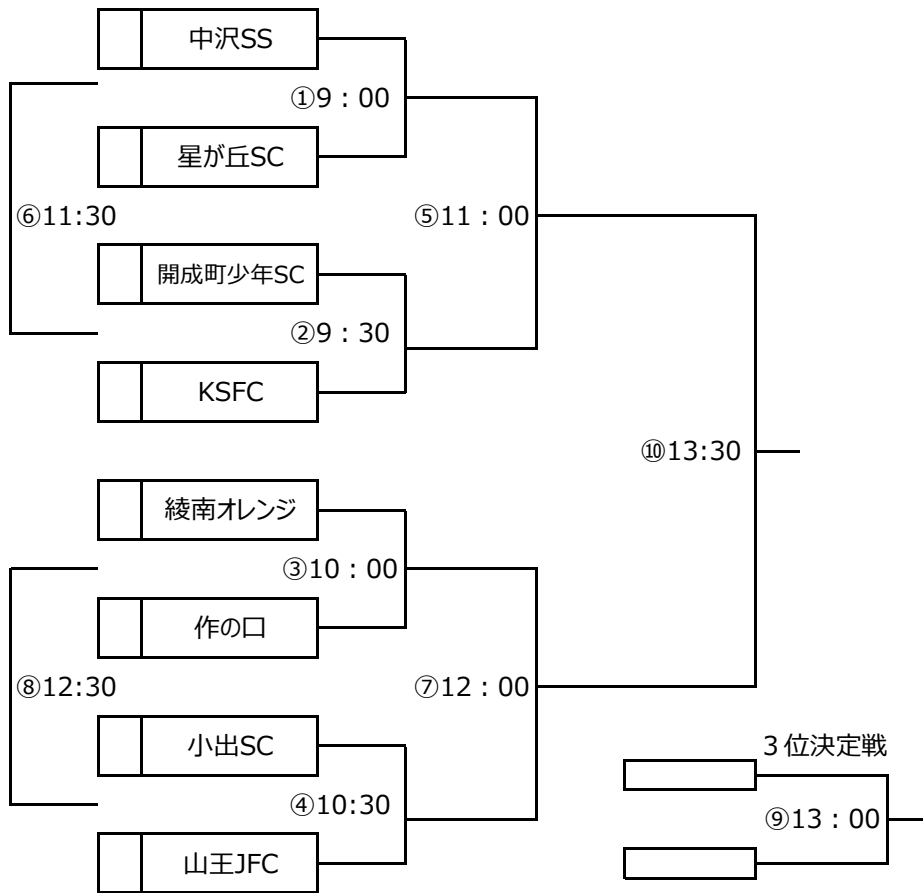 中沢SS
①9：00
星が丘SC
⑥11:30
⑤11：00
開成町少年SC
②9：30
KSFC
⑩13:30
綾南オレンジ
③10：00
作の口
⑧12:30
⑦12：00
小出SC
３位決定戦
④10:30
⑨13：00
山王JFC